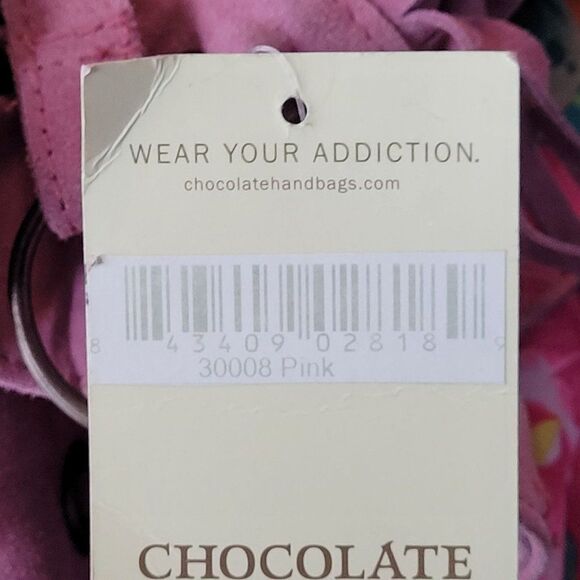 WEAR YOUR ADDICTION.
chocolatehandbags.com
8 43409 02818 9
30008 Pink
CHOCOLATE